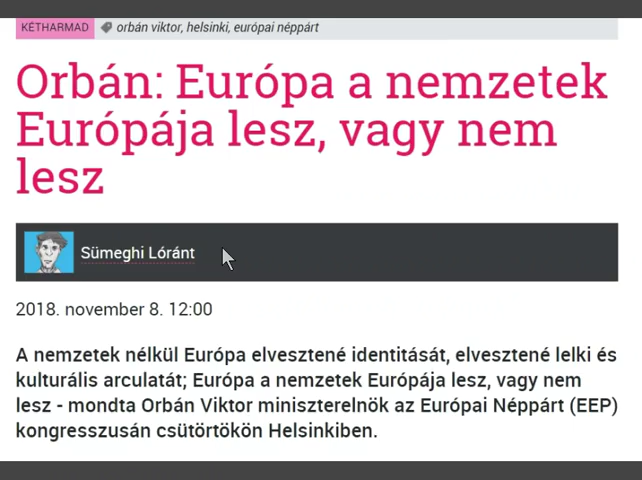 KÉTHARMAD orbán viktor, helsinki, európai néppárt
Orbán: Európa a nemzetek
Európája lesz, vagy nem
lesz
Sümeghi Lóránt
2018. november 8. 12:00
A nemzetek nélkül Európa elvesztené identitását, elvesztené lelki és
kulturális arculatát; Európa a nemzetek Európája lesz, vagy nem
lesz - mondta Orbán Viktor miniszterelnök az Európai Néppárt (EEP)
kongresszusán csütörtökön Helsinkiben.